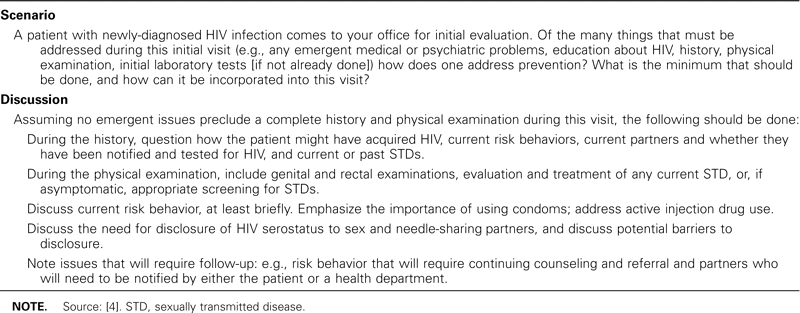 Scenario
A patient with newly-diagnosed HIV infection comes to your office for initial evaluation. Of the many things that must be
addressed during this initial visit (e.g., any emergent medical or psychiatric problems, education about HIV, history, physical
examination, initial laboratory tests [if not already done]) how does one address prevention? What is the minimum that should
be done, and how can it be incorporated into this visit?
Discussion
Assuming no emergent issues preclude a complete history and physical examination during this visit, the following should be done:
During the history, question how the patient might have acquired HIV, current risk behaviors, current partners and whether they
have been notified and tested for HIV, and current or past STDs.
During the physical examination, include genital and rectal examinations, evaluation and treatment of any current STD, or, if
asymptomatic, appropriate screening for STDs.
Discuss current risk behavior, at least briefly. Emphasize the importance of using condoms; address active injection drug use.
Discuss the need for disclosure of HIV serostatus to sex and needle-sharing partners, and discuss potential barriers to
disclosure.
Note issues that will require follow-up: e.g., risk behavior that will require continuing counseling and referral and partners who
will need to be notified by either the patient or a health department.
NOTE. Source: [4]. STD, sexually transmitted disease.